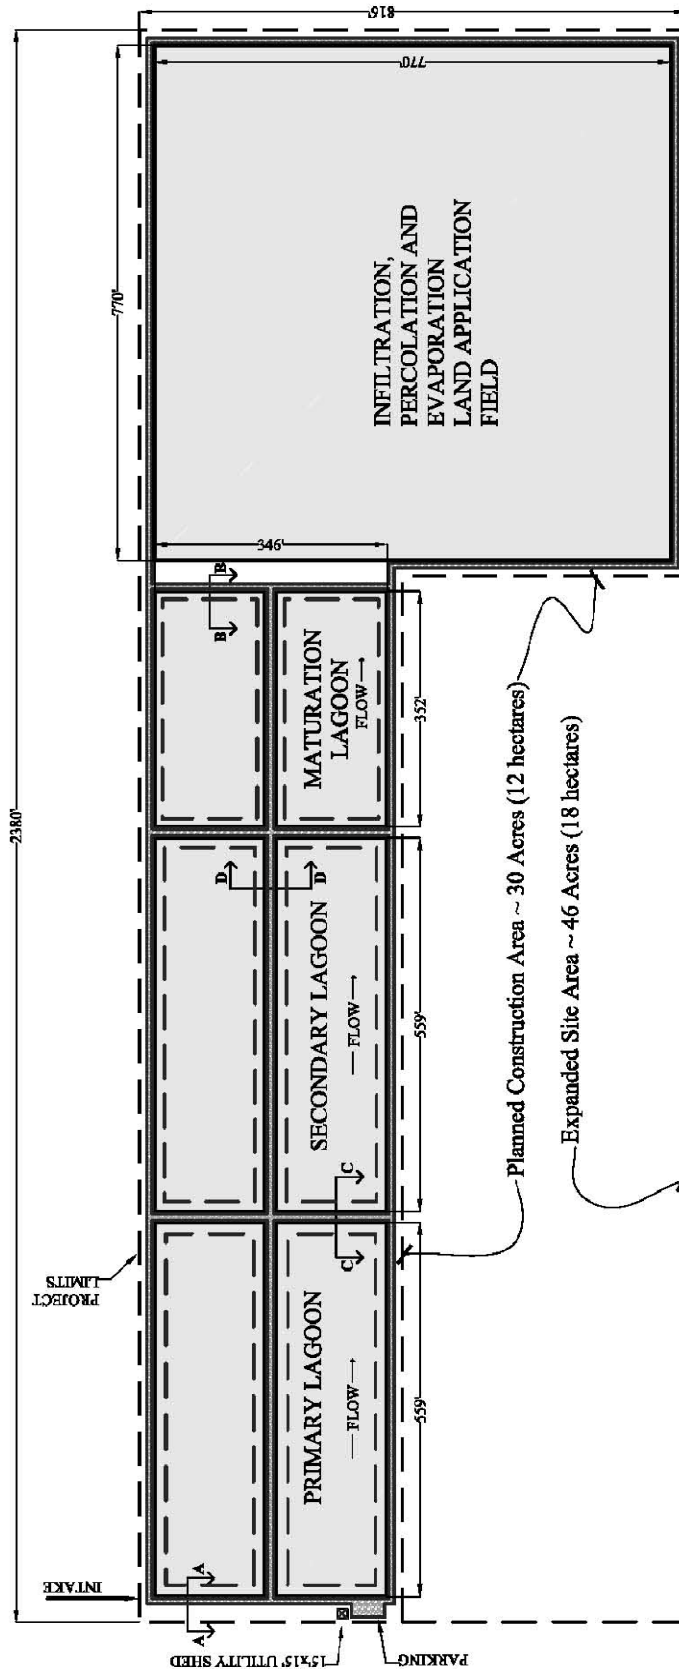 816'
2380'
770'
770'
INFILTRATION,
PERCOLATION AND
EVAPORATION
LAND APPLICATION
FIELD
346'
B
B
MATURATION
LAGOON
FLOW
352'
D
D
SECONDARY LAGOON
FLOW
559'
C
C
PRIMARY LAGOON
FLOW
559'
A
A
PROJECT
LIMITS
INTAKE
15'x15' UTILITY SHED
PARKING
Planned Construction Area ~ 30 Acres (12 hectares)
Expanded Site Area ~ 46 Acres (18 hectares)